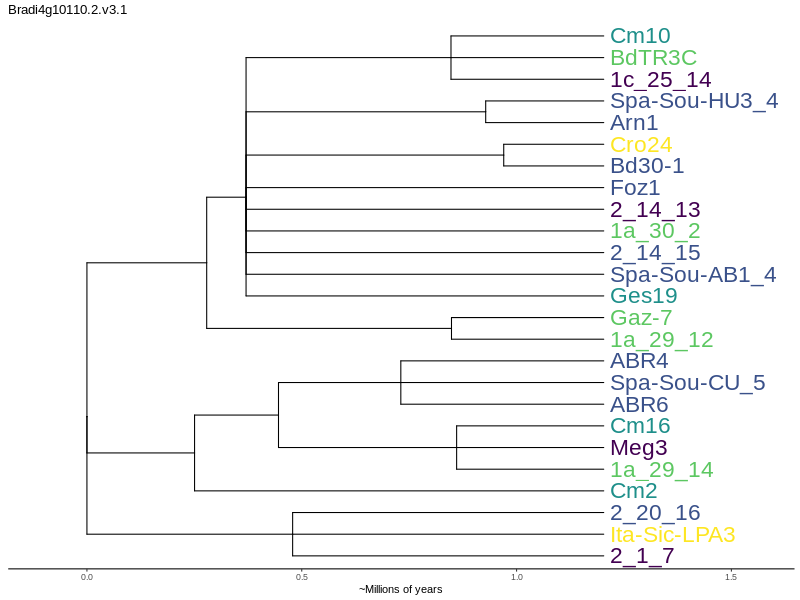 Bradi4g10110.2.v3.1
Cm10
BdTR3C
1c_25_14
Spa-Sou-HU3_4
Arn1
Cro24
Bd30-1
Foz1
2_14_13
1a_30_2
2_14_15
Spa-Sou-AB1_4
Ges19
Gaz-7
1a_29_12
ABR4
Spa-Sou-CU_5
ABR6
Cm16
Meg3
1a_29_14
Cm2
2_20_16
Ita-Sic-LPA3
2_1_7
0.0 0.5 1.0 1.5
~Millions of years